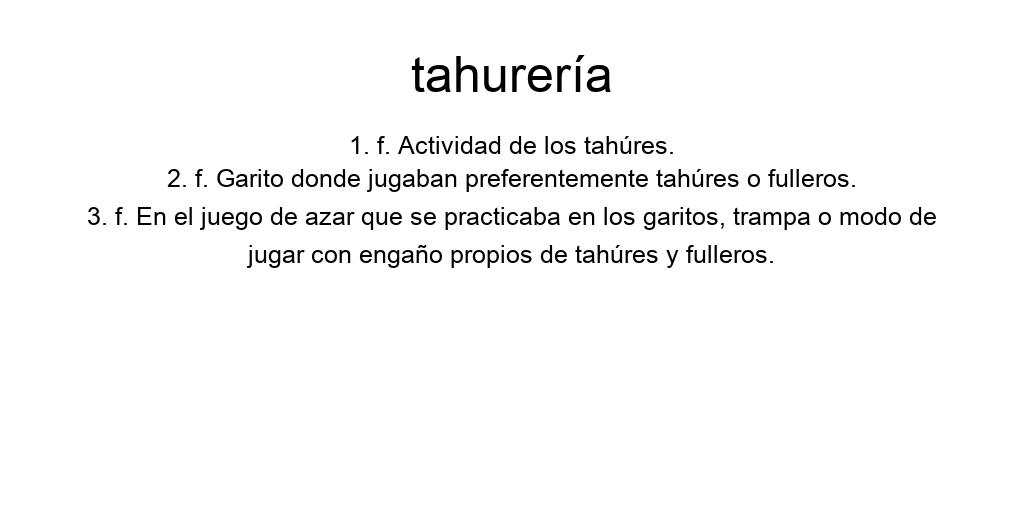 tahurería
1. f. Actividad de los tahúres.
2. f. Garito donde jugaban preferentemente tahúres o fulleros.
3. f. En el juego de azar que se practicaba en los garitos, trampa o modo de
jugar con engaño propios de tahúres y fulleros.